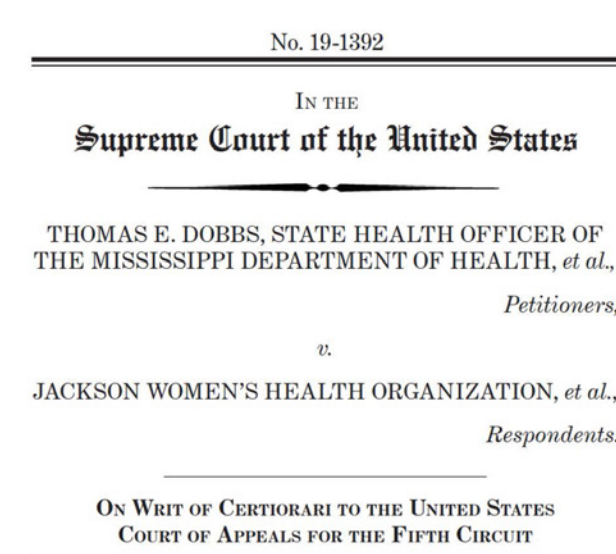 No. 19-1392
IN THE
Supreme Court of the United States
THOMAS E. DOBBS, STATE HEALTH OFFICER OF
THE MISSISSIPPI DEPARTMENT OF HEALTH, et al.,
Petitioners,
v.
JACKSON WOMEN'S HEALTH ORGANIZATION, et al.,
Respondents.
ON WRIT OF CERTIORARI TO THE UNITED STATES
COURT OF APPEALS FOR THE FIFTH CIRCUIT